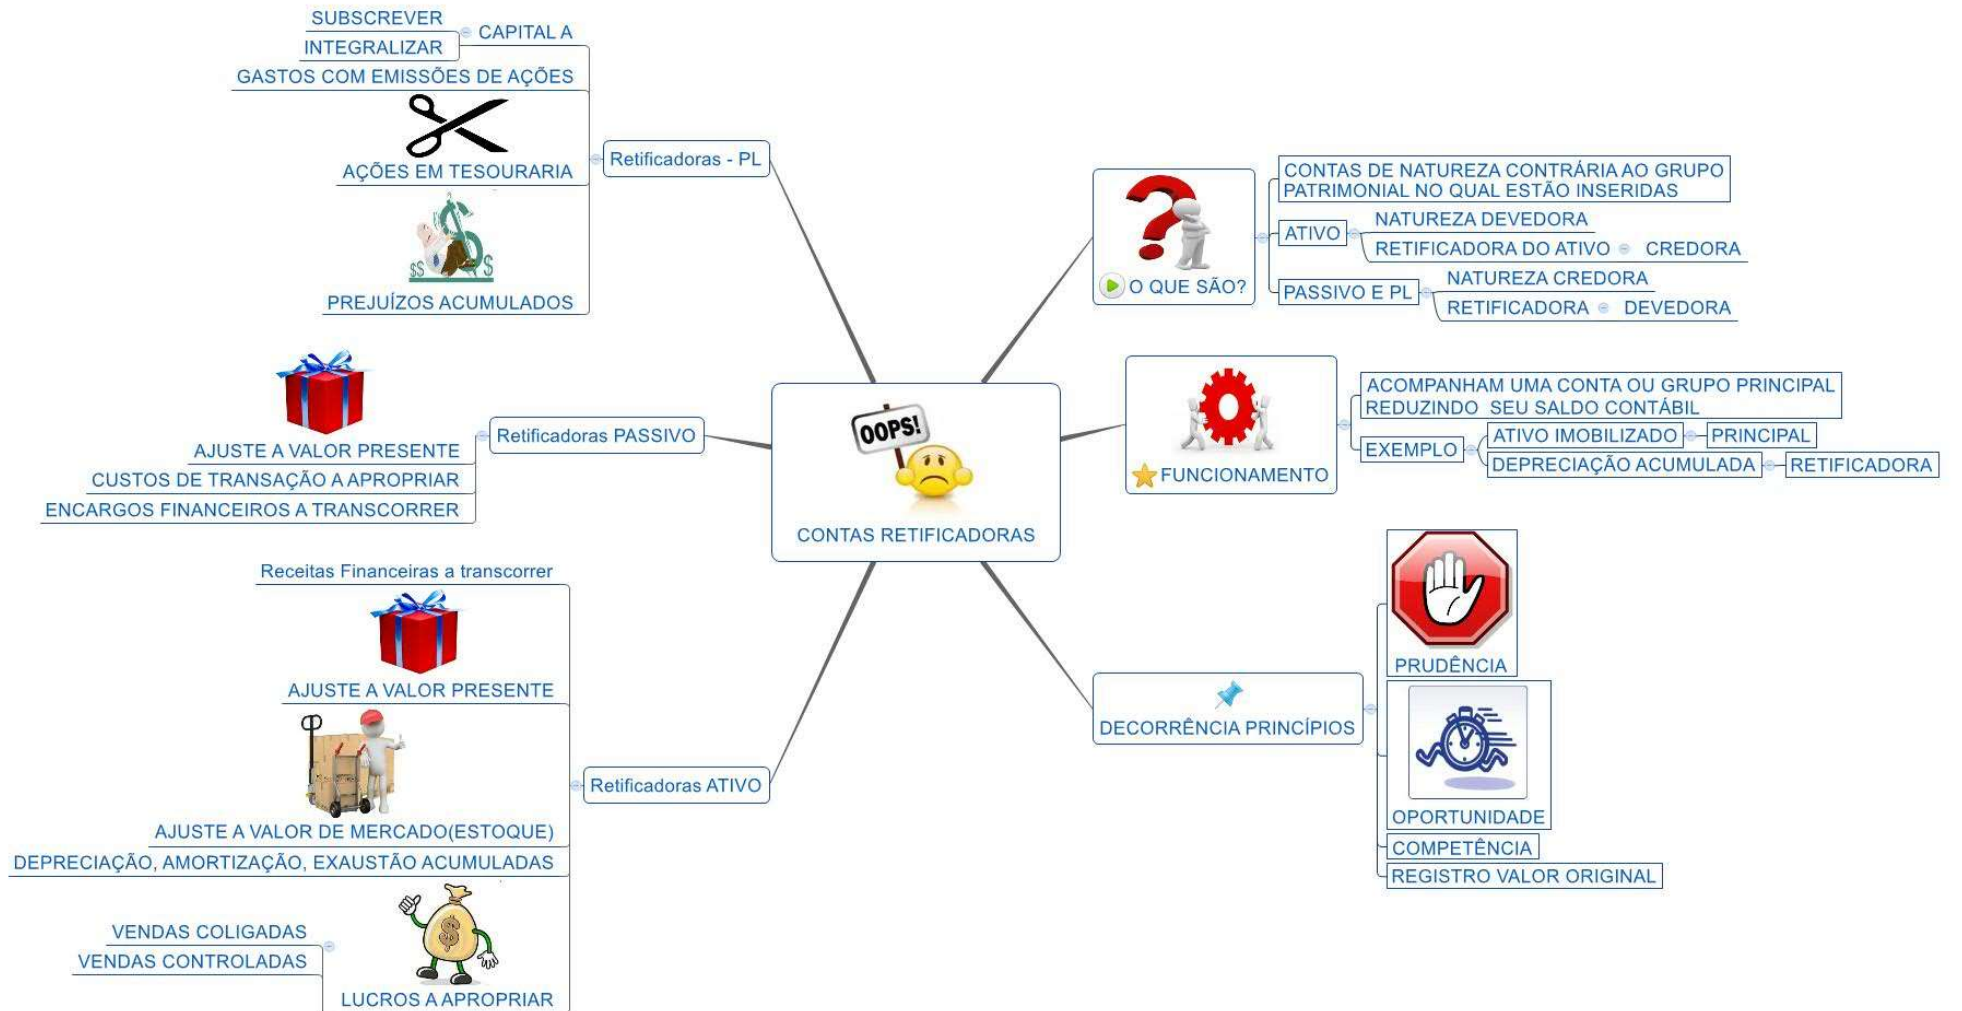 SUBSCREVER
INTEGRALIZAR
CAPITAL A
GASTOS COM EMISSÕES DE AÇÕES
AÇÕES EM TESOURARIA
$$
$
$
PREJUÍZOS ACUMULADOS
Retificadoras - PL
AJUSTE A VALOR PRESENTE
CUSTOS DE TRANSAÇÃO A APROPRIAR
ENCARGOS FINANCEIROS A TRANSCORRER
Retificadoras PASSIVO
Receitas Financeiras a transcorrer
AJUSTE A VALOR PRESENTE
AJUSTE A VALOR DE MERCADO(ESTOQUE)
DEPRECIAÇÃO, AMORTIZAÇÃO, EXAUSTÃO ACUMULADAS
VENDAS COLIGADAS
VENDAS CONTROLADAS
$
LUCROS A APROPRIAR
Retificadoras ATIVO
OOPS!
CONTAS RETIFICADORAS
?
O QUE SÃO?
CONTAS DE NATUREZA CONTRÁRIA AO GRUPO
PATRIMONIAL NO QUAL ESTÃO INSERIDAS
ATIVO
NATUREZA DEVEDORA
RETIFICADORA DO ATIVO
CREDORA
PASSIVO E PL
NATUREZA CREDORA
RETIFICADORA
DEVEDORA
FUNCIONAMENTO
ACOMPANHAM UMA CONTA OU GRUPO PRINCIPAL
REDUZINDO SEU SALDO CONTÁBIL
EXEMPLO
ATIVO IMOBILIZADO
PRINCIPAL
DEPRECIAÇÃO ACUMULADA
RETIFICADORA
DECORRÊNCIA PRINCÍPIOS
PRUDÊNCIA
OPORTUNIDADE
COMPETÊNCIA
REGISTRO VALOR ORIGINAL